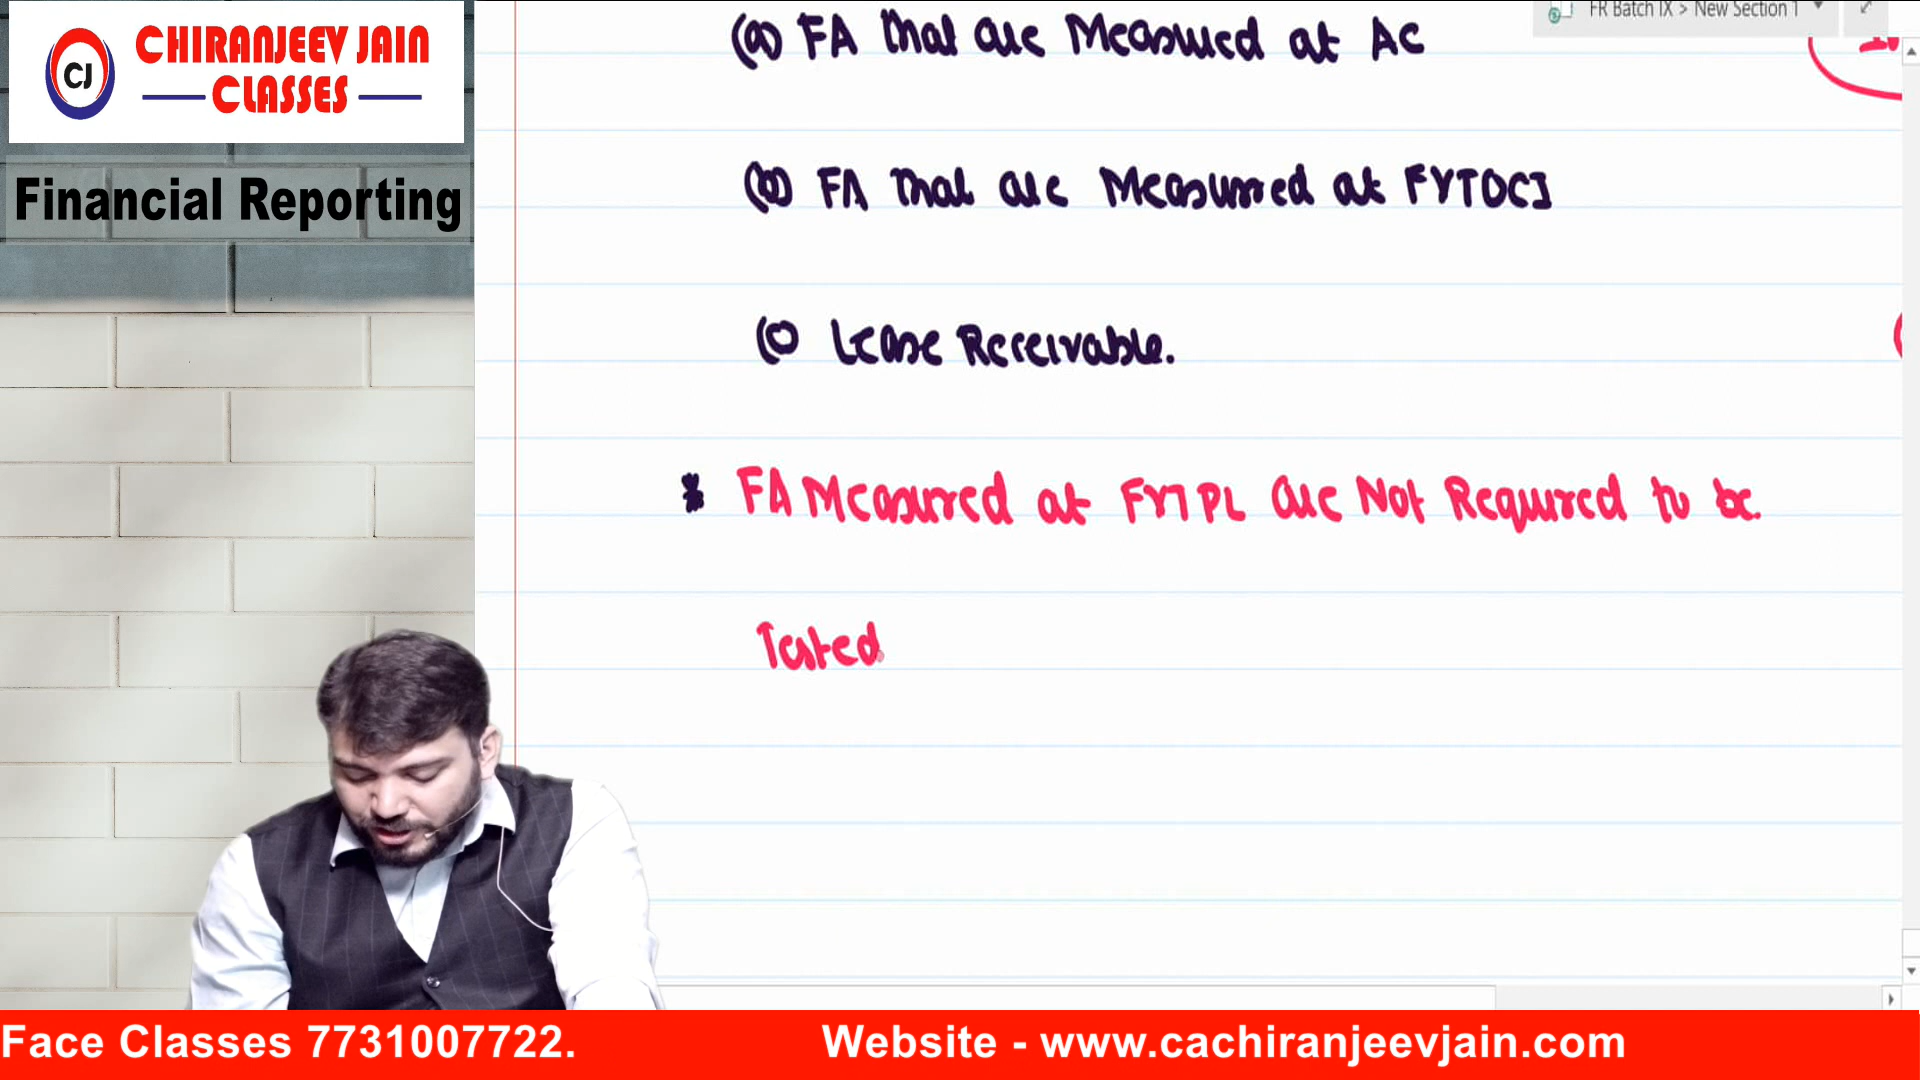 FR Batch IX > New Section 1
CHIRANJEEV JAIN
CLASSES
CJ
Financial Reporting
(a) FA that are Measured at AC
(b) FA that are Measured at FVTOCI
(c) Lease Receivable.
* FA Measured at FVTPL are Not Required to be
Tested
Face Classes 7731007722.
Website - www.cachiranjeevjain.com